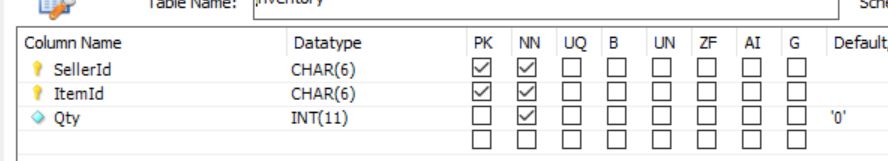 Table Name: inventory Sche
Column Name Datatype PK NN UQ B UN ZF AI G Default
SellerId CHAR(6)
ItemId CHAR(6)
Qty INT(11) '0'